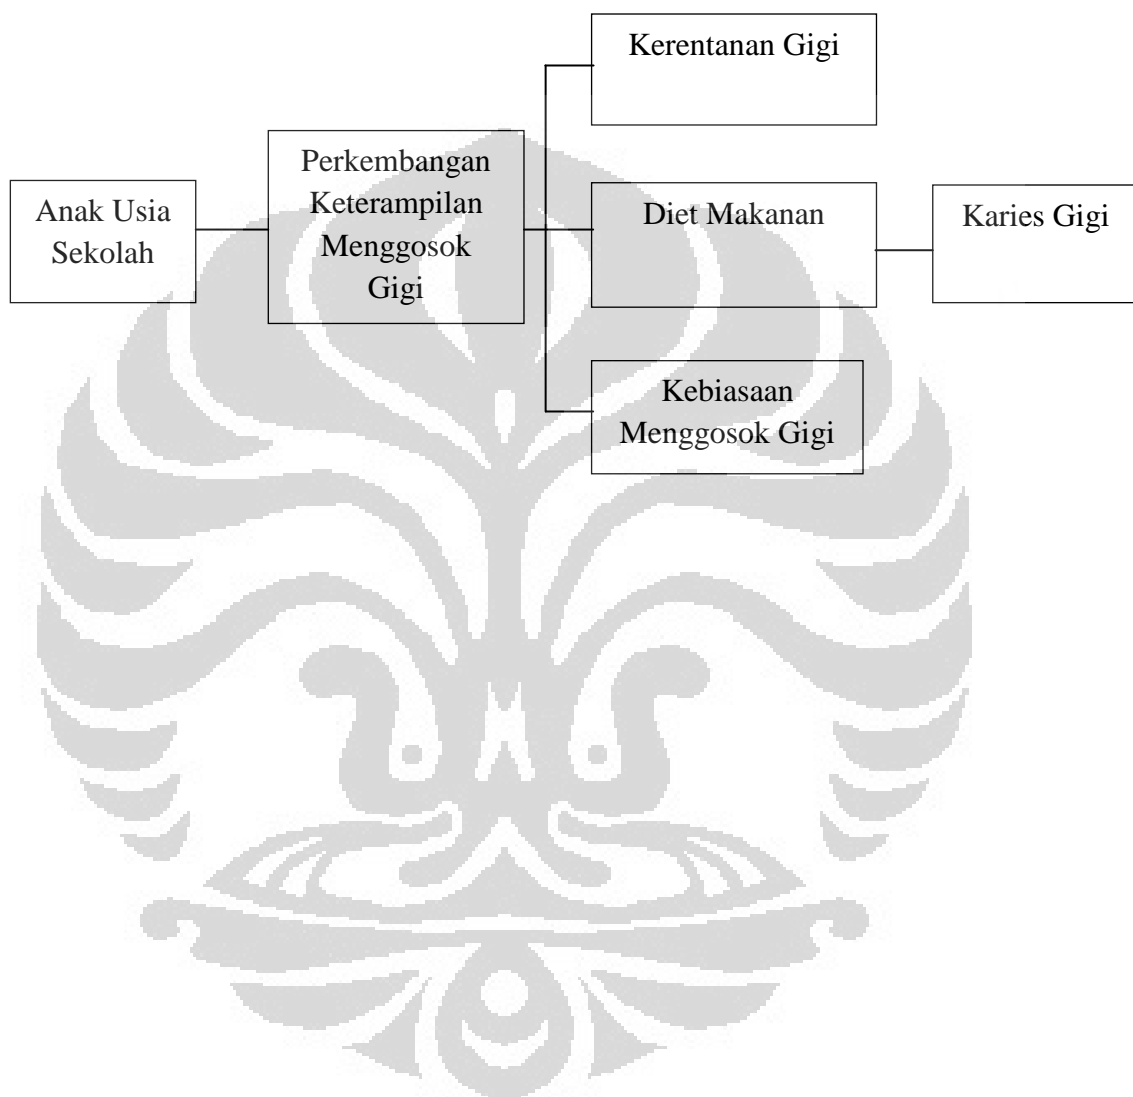 Anak Usia
Sekolah
Perkembangan
Keterampilan
Menggosok
Gigi
Kerentanan Gigi
Diet Makanan
Kebiasaan
Menggosok Gigi
Karies Gigi